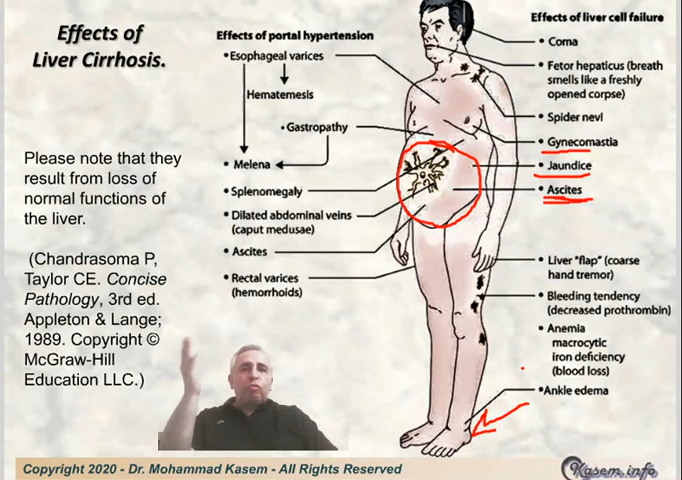 Effects of
Liver Cirrhosis.
Please note that they
result from loss of
normal functions of
the liver.
(Chandrasoma P,
Taylor CE. Concise
Pathology, 3rd ed.
Appleton & Lange;
1989. Copyright ©
McGraw-Hill
Education LLC.)
Effects of portal hypertension
•Esophageal varices
Hematemesis
•Gastropathy
• Melena
• Splenomegaly
• Dilated abdominal veins
(caput medusae)
• Ascites
• Rectal varices
(hemorrhoids)
Effects of liver cell failure
• Coma
• Fetor hepaticus (breath
smells like a freshly
opened corpse)
• Spider nevi
• Gynecomastia
• Jaundice
• Ascites
• Liver "flap" (coarse
hand tremor)
• Bleeding tendency
(decreased prothrombin)
• Anemia
macrocytic
iron deficiency
(blood loss)
•Ankle edema
Copyright 2020 - Dr. Mohammad Kasem - All Rights Reserved
Kasem.info